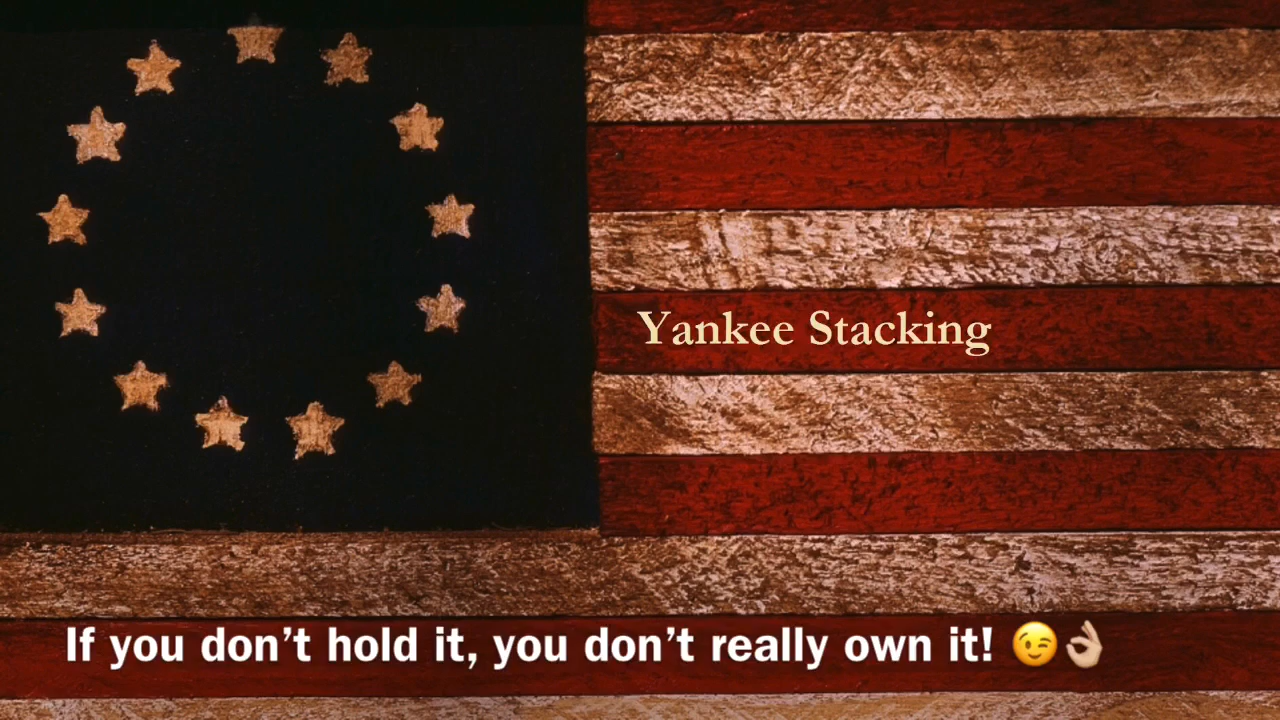 Yankee Stacking
If you don’t hold it, you don’t really own it! 😉👌🏼